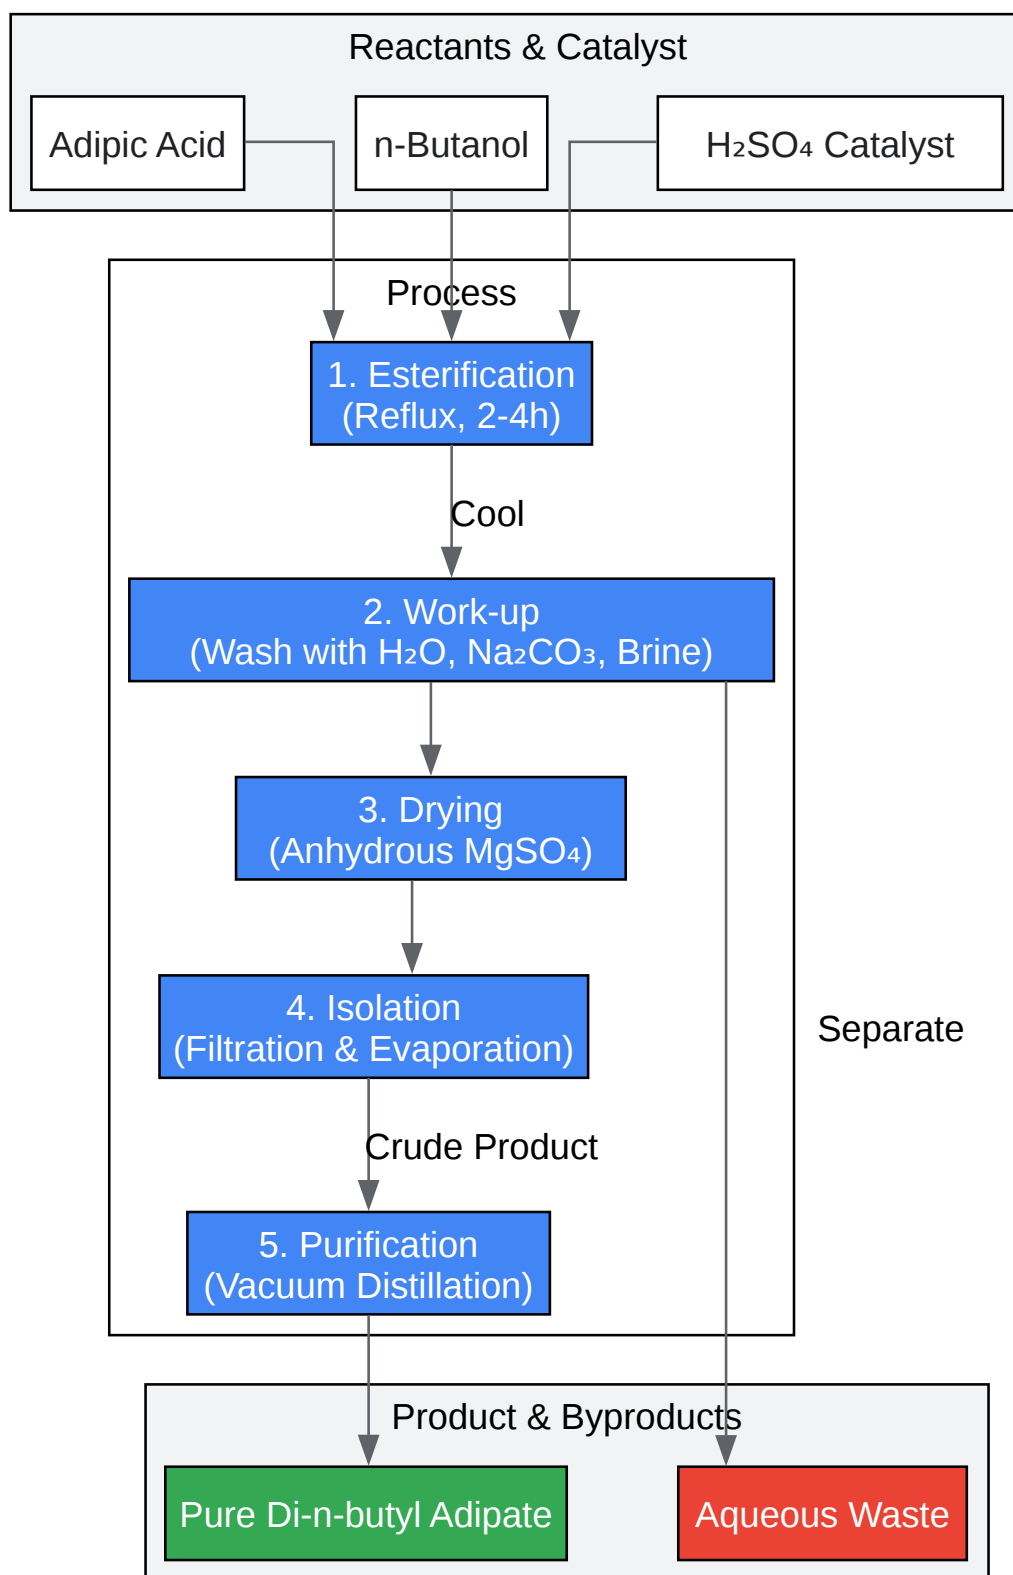 Reactants & Catalyst
Adipic Acid
n-Butanol
H₂SO₄ Catalyst
Process
1. Esterification
(Reflux, 2-4h)
Cool
2. Work-up
(Wash with H₂O, Na₂CO₃, Brine)
3. Drying
(Anhydrous MgSO₄)
4. Isolation
(Filtration & Evaporation)
Separate
Crude Product
5. Purification
(Vacuum Distillation)
Product & Byproducts
Pure Di-n-butyl Adipate
Aqueous Waste